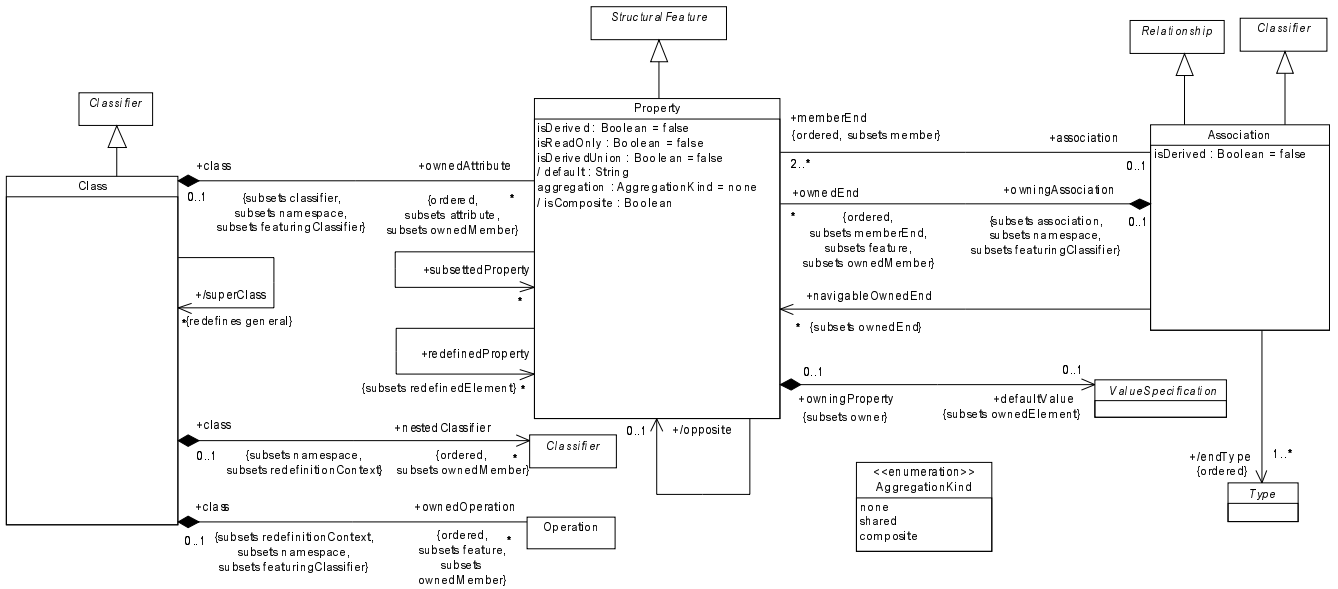 StructuralFeature
Relationship
Classifier
Classifier
Property
isDerived : Boolean = false
isReadOnly : Boolean = false
isDerivedUnion : Boolean = false
/ default : String
aggregation : AggregationKind = none
/ isComposite : Boolean
+memberEnd
{ordered, subsets member}
2..*
+association
0..1
Association
isDerived : Boolean = false
Class
+class
0..1
{subsets classifier,
subsets namespace,
subsets featuringClassifier}
+ownedAttribute
*
{ordered,
subsets attribute,
subsets ownedMember}
+ownedEnd
*
{ordered,
subsets memberEnd,
subsets feature,
subsets ownedMember}
+owningAssociation
0..1
{subsets association,
subsets namespace,
subsets featuringClassifier}
+subsettedProperty
*
+/superClass
*{redefines general}
+navigableOwnedEnd
* {subsets ownedEnd}
+redefinedProperty
{subsets redefinedElement} *
0..1
+owningProperty
{subsets owner}
0..1
+defaultValue
{subsets ownedElement}
ValueSpecification
+class
0..1
{subsets namespace,
subsets redefinitionContext}
+nestedClassifier
*
{ordered,
subsets ownedMember}
Classifier
0..1
+/opposite
<<enumeration>>
AggregationKind
none
shared
composite
+/endType
{ordered}
1..*
Type
+class
0..1
{subsets redefinitionContext,
subsets namespace,
subsets featuringClassifier}
+ownedOperation
*
{ordered,
subsets feature,
subsets
ownedMember}
Operation